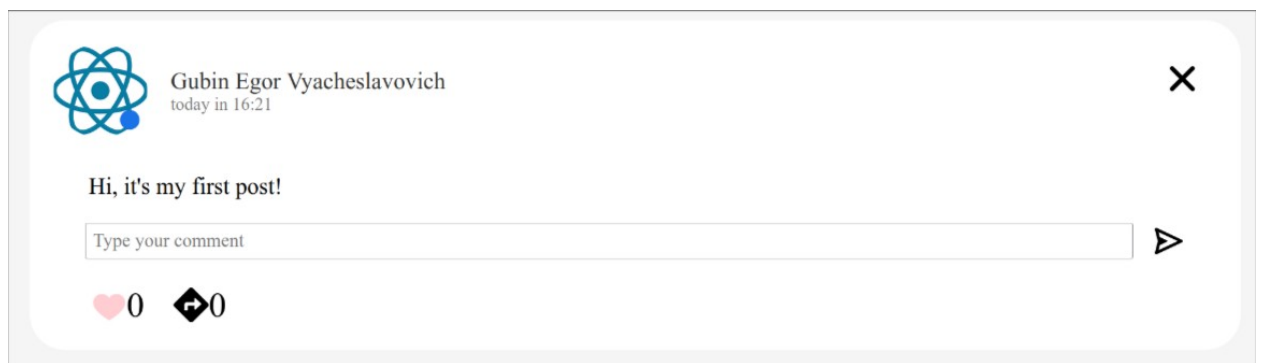 Gubin Egor Vyacheslavovich
today in 16:21
Hi, it's my first post!
Type your comment
0 0